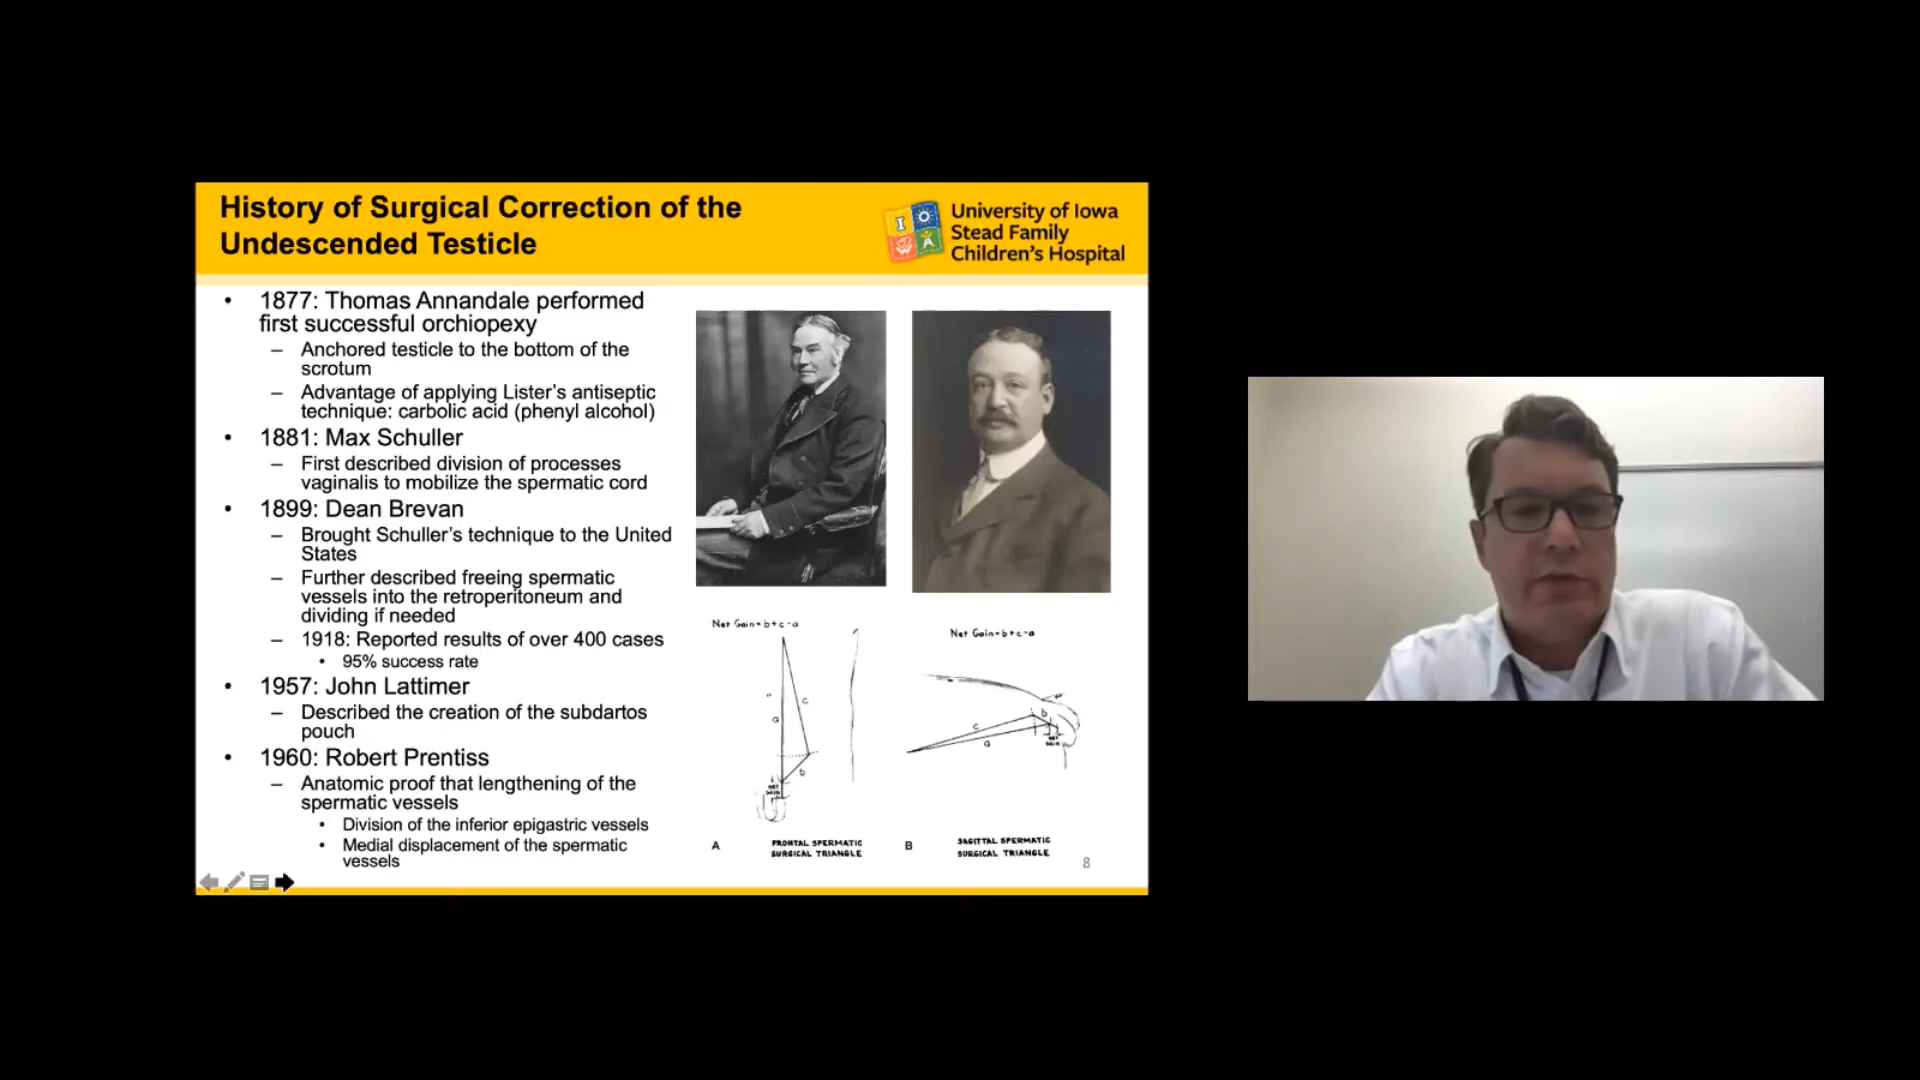 History of Surgical Correction of the
Undescended Testicle
University of Iowa
Stead Family
Children's Hospital
• 1877: Thomas Annandale performed
first successful orchiopexy
– Anchored testicle to the bottom of the
scrotum
– Advantage of applying Lister's antiseptic
technique: carbolic acid (phenyl alcohol)
• 1881: Max Schuller
– First described division of processes
vaginalis to mobilize the spermatic cord
• 1899: Dean Brevan
– Brought Schuller's technique to the United
States
– Further described freeing spermatic
vessels into the retroperitoneum and
dividing if needed
– 1918: Reported results of over 400 cases
• 95% success rate
• 1957: John Lattimer
– Described the creation of the subdartos
pouch
• 1960: Robert Prentiss
– Anatomic proof that lengthening of the
spermatic vessels
• Division of the inferior epigastric vessels
• Medial displacement of the spermatic
vessels
Net Gain=b+c-a
a
c
b
NET
GAIN
A
FRONTAL SPERMATIC
SURGICAL TRIANGLE
Net Gain=b+c-a
c
b
a
NET
GAIN
B
SAGITTAL SPERMATIC
SURGICAL TRIANGLE
8